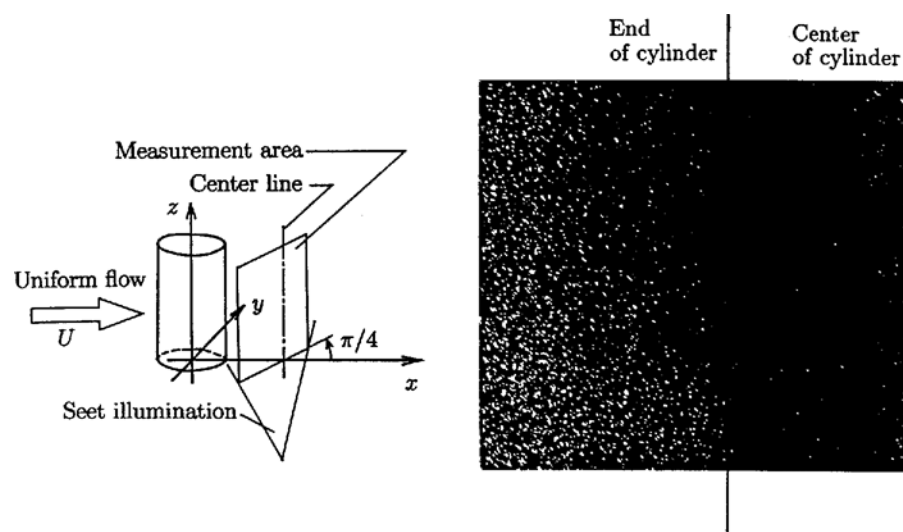 Measurement area
Center line
z
Uniform flow
U
y
π/4
x
Seet illumination
End
of cylinder
Center
of cylinder